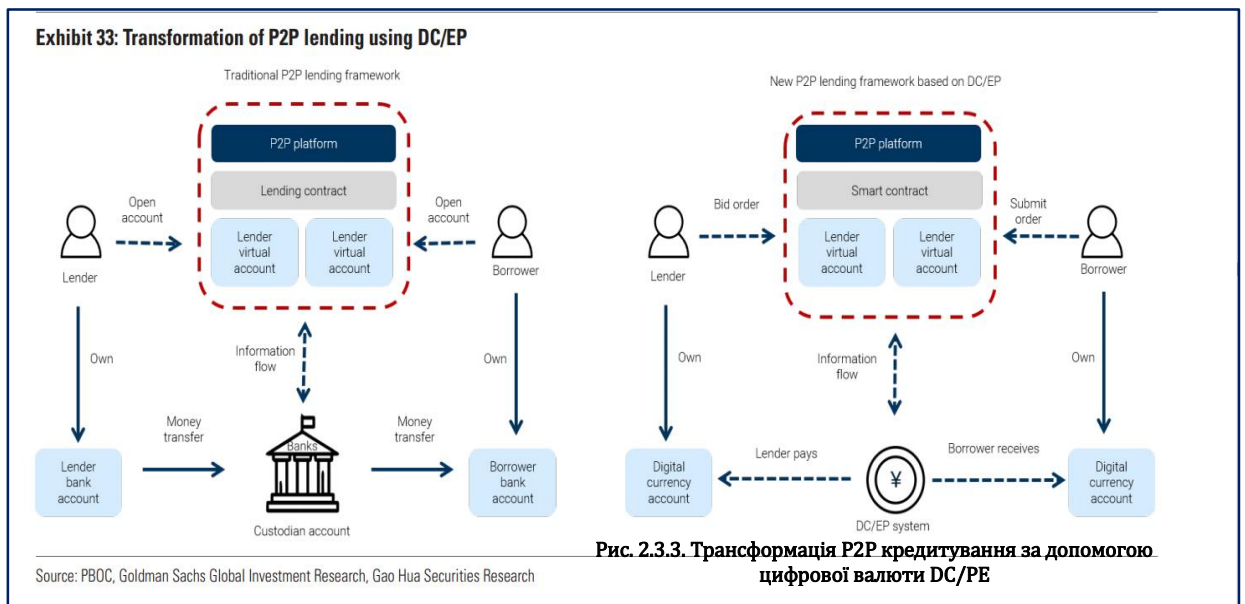 Exhibit 33: Transformation of P2P lending using DC/EP
Traditional P2P lending framework
P2P platform
Lending contract
Open
account
Open
account
Lender
virtual
account
Lender
virtual
account
Lender
Borrower
Own
Information
flow
Own
Money
transfer
Money
transfer
Lender
bank
account
Banks
Borrower
bank
account
Custodian account
New P2P lending framework based on DC/EP
P2P platform
Smart contract
Bid order
Submit
order
Lender
virtual
account
Lender
virtual
account
Lender
Borrower
Own
Information
flow
Own
Lender pays
Borrower receives
Digital
currency
account
¥
Digital
currency
account
DC/EP system
Рис. 2.3.3. Трансформація P2P кредитування за допомогою
цифрової валюти DC/PE
Source: PBOC, Goldman Sachs Global Investment Research, Gao Hua Securities Research